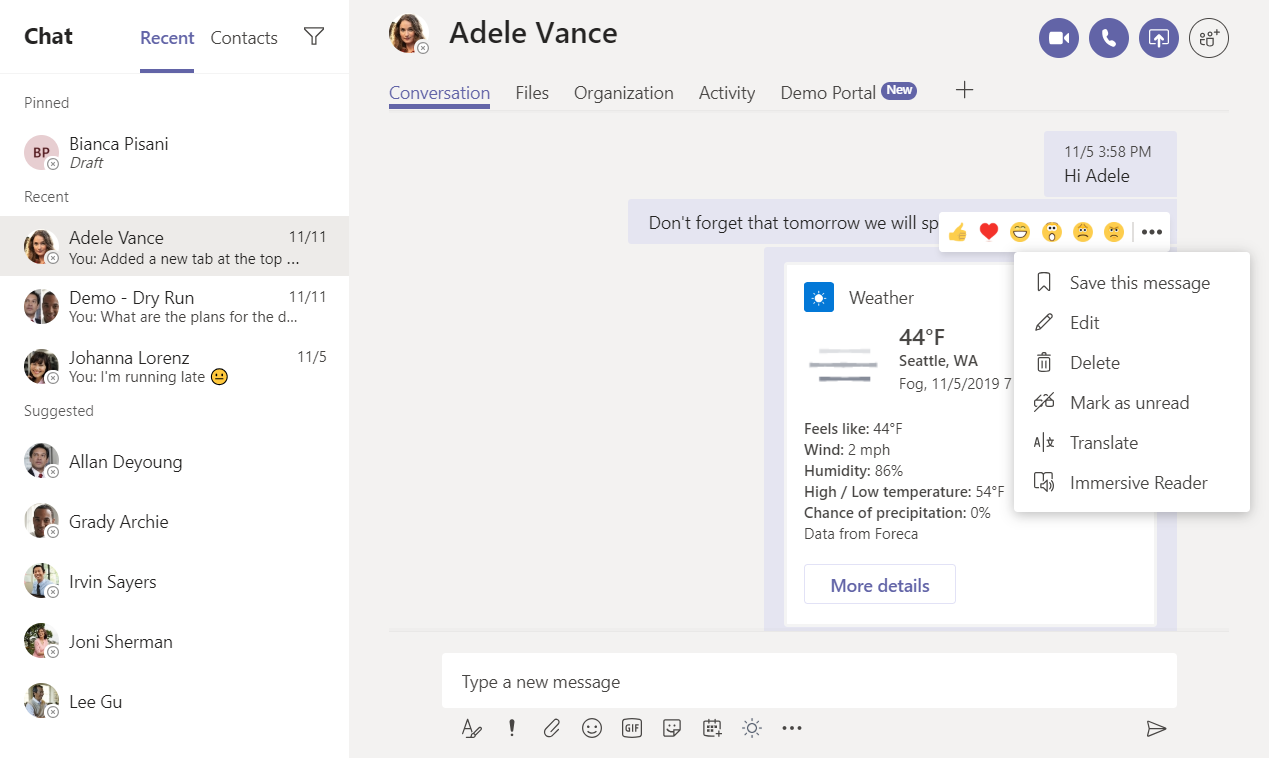 Chat
Recent
Contacts
Pinned
BP
Bianca Pisani
Draft
Recent
Adele Vance
11/11
You: Added a new tab at the top ...
Demo - Dry Run
11/11
You: What are the plans for the d...
Johanna Lorenz
11/5
You: I'm running late
Suggested
Allan Deyoung
Grady Archie
Irvin Sayers
Joni Sherman
Lee Gu
Adele Vance
Conversation
Files
Organization
Activity
Demo Portal
New
11/5 3:58 PM
Hi Adele
Don't forget that tomorrow we will sp
Weather
44°F
Seattle, WA
Fog, 11/5/2019 7
Feels like: 44°F
Wind: 2 mph
Humidity: 86%
High / Low temperature: 54°F
Chance of precipitation: 0%
Data from Foreca
More details
Save this message
Edit
Delete
Mark as unread
Translate
Immersive Reader
Type a new message
GIF